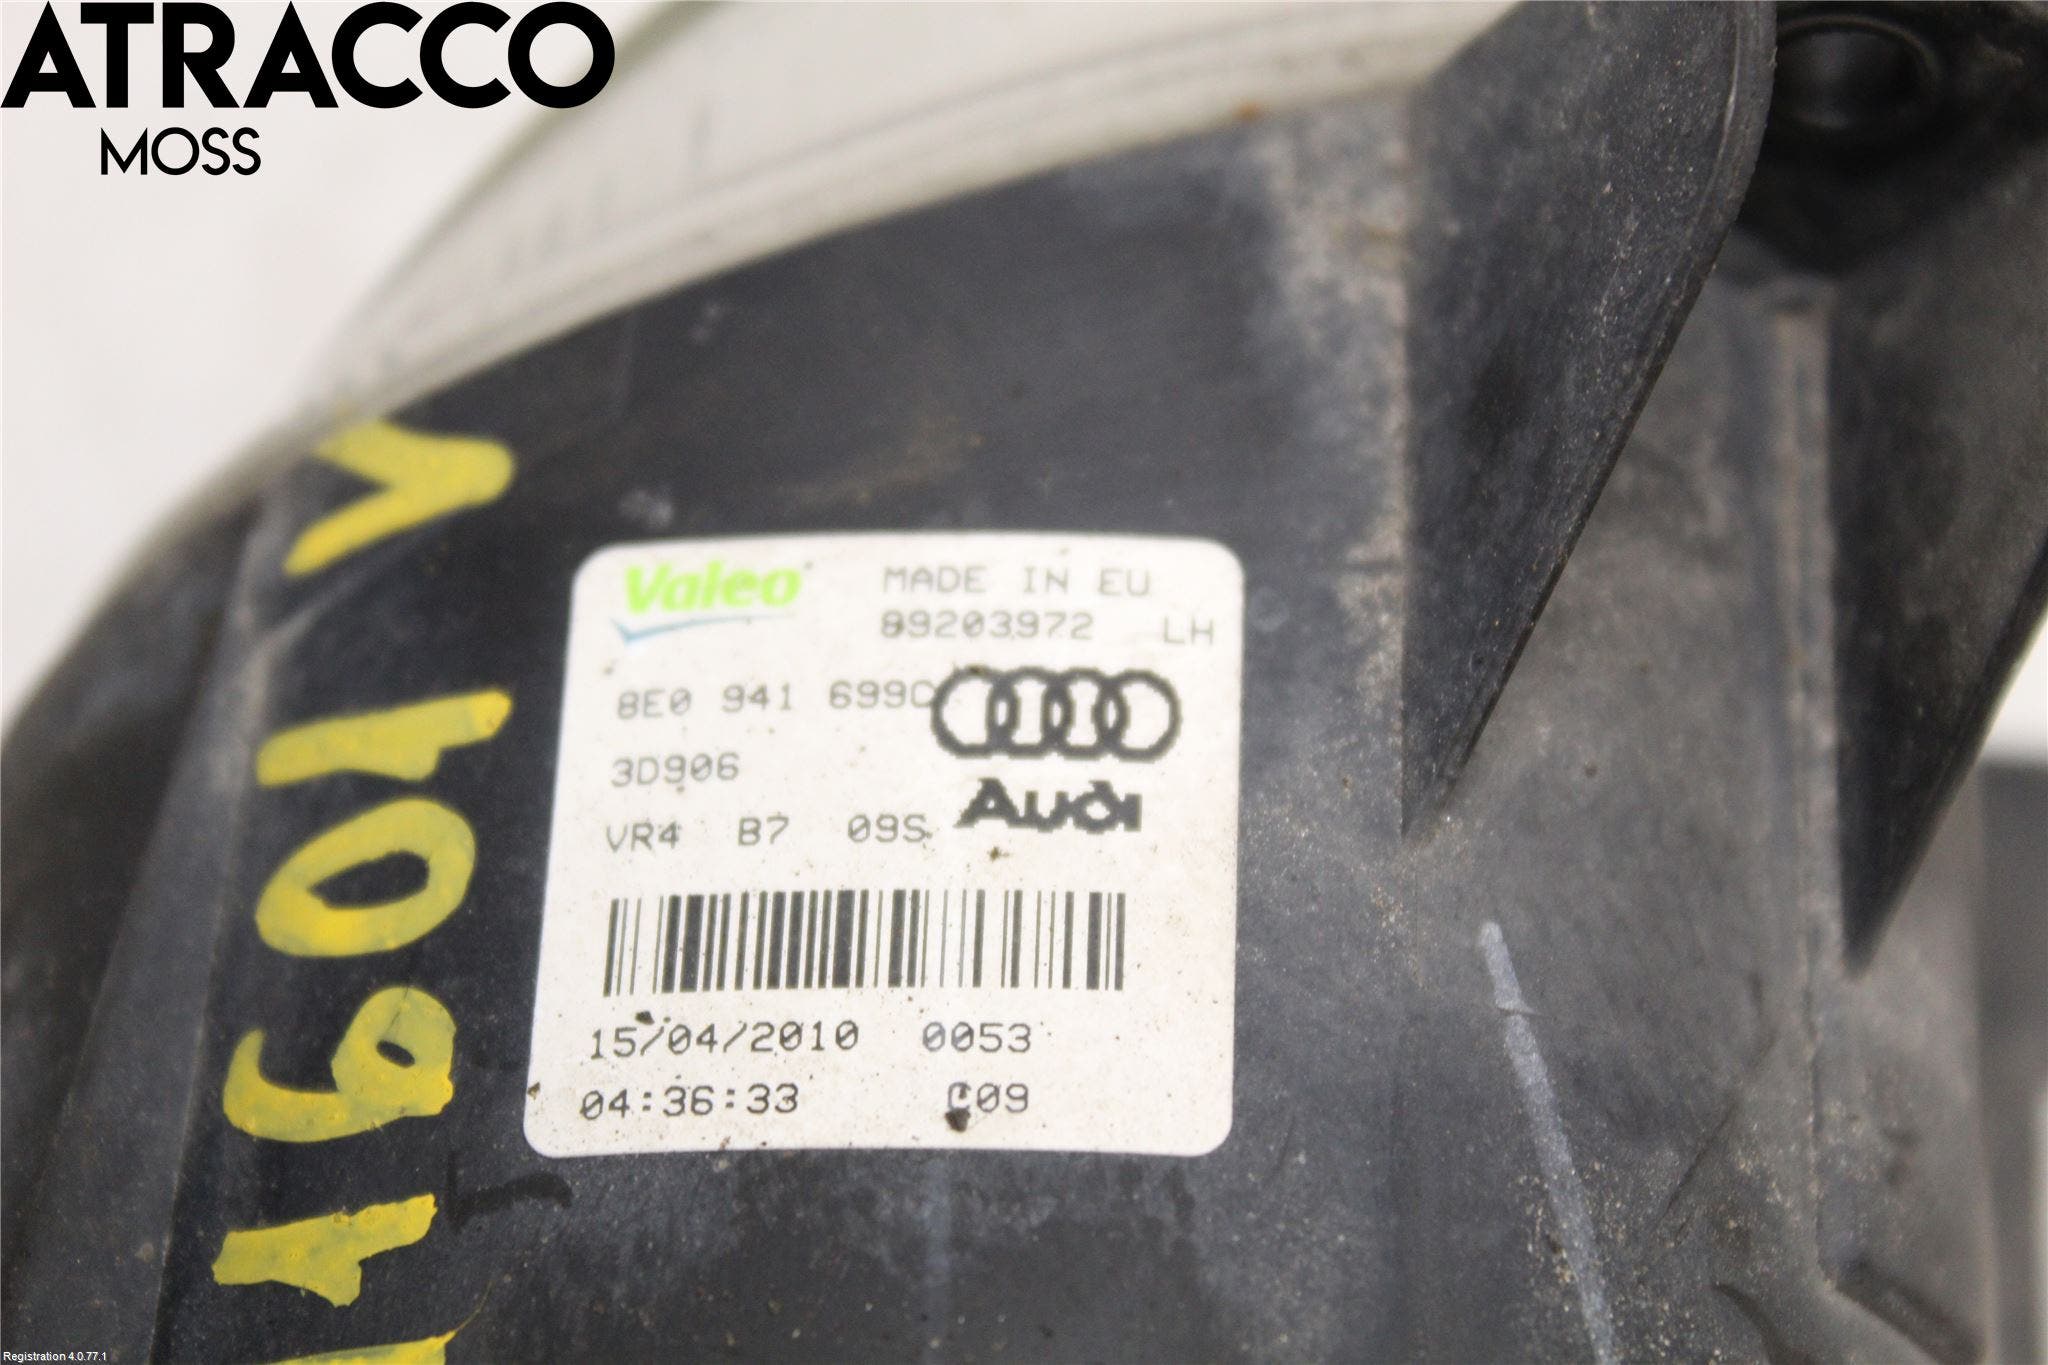 ATRACCO
MOSS
Valeo MADE IN EU
89203972 LH
8E0 941 699C
3D906
Audi
VR4 B7 09S
15/04/2010 0053
04:36:33 C09
Registration 4.0.77.1